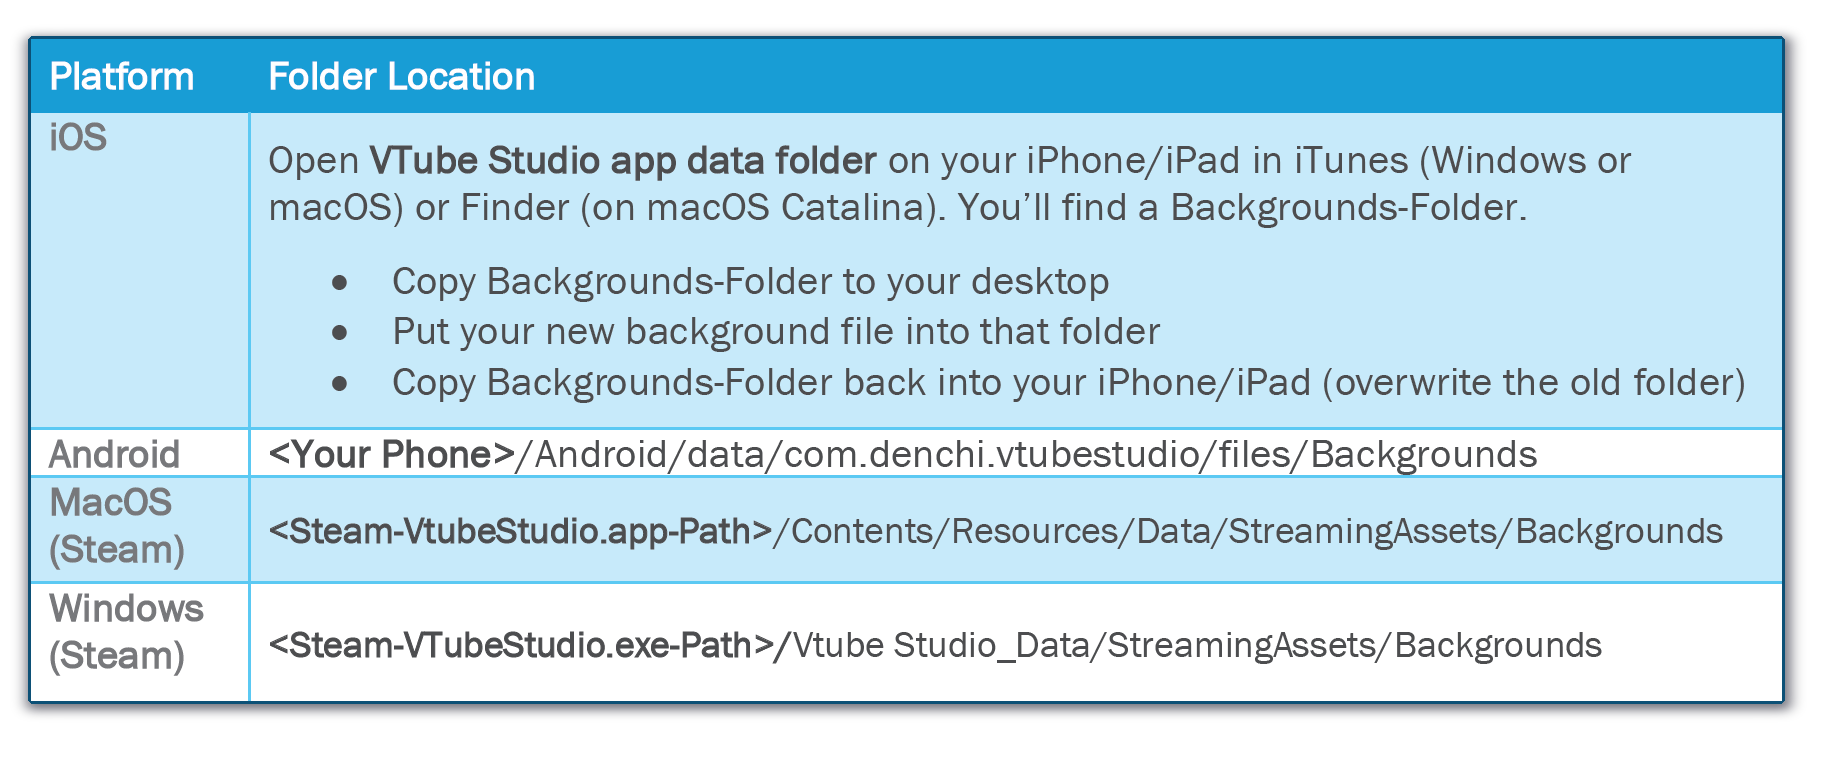 Platform
Folder Location
iOS
Open VTube Studio app data folder on your iPhone/iPad in iTunes (Windows or
macOS) or Finder (on macOS Catalina). You’ll find a Backgrounds-Folder.
● Copy Backgrounds-Folder to your desktop
● Put your new background file into that folder
● Copy Backgrounds-Folder back into your iPhone/iPad (overwrite the old folder)
Android
<Your Phone>/Android/data/com.denchi.vtubestudio/files/Backgrounds
MacOS
(Steam)
<Steam-VtubeStudio.app-Path>/Contents/Resources/Data/StreamingAssets/Backgrounds
Windows
(Steam)
<Steam-VTubeStudio.exe-Path>/Vtube Studio_Data/StreamingAssets/Backgrounds